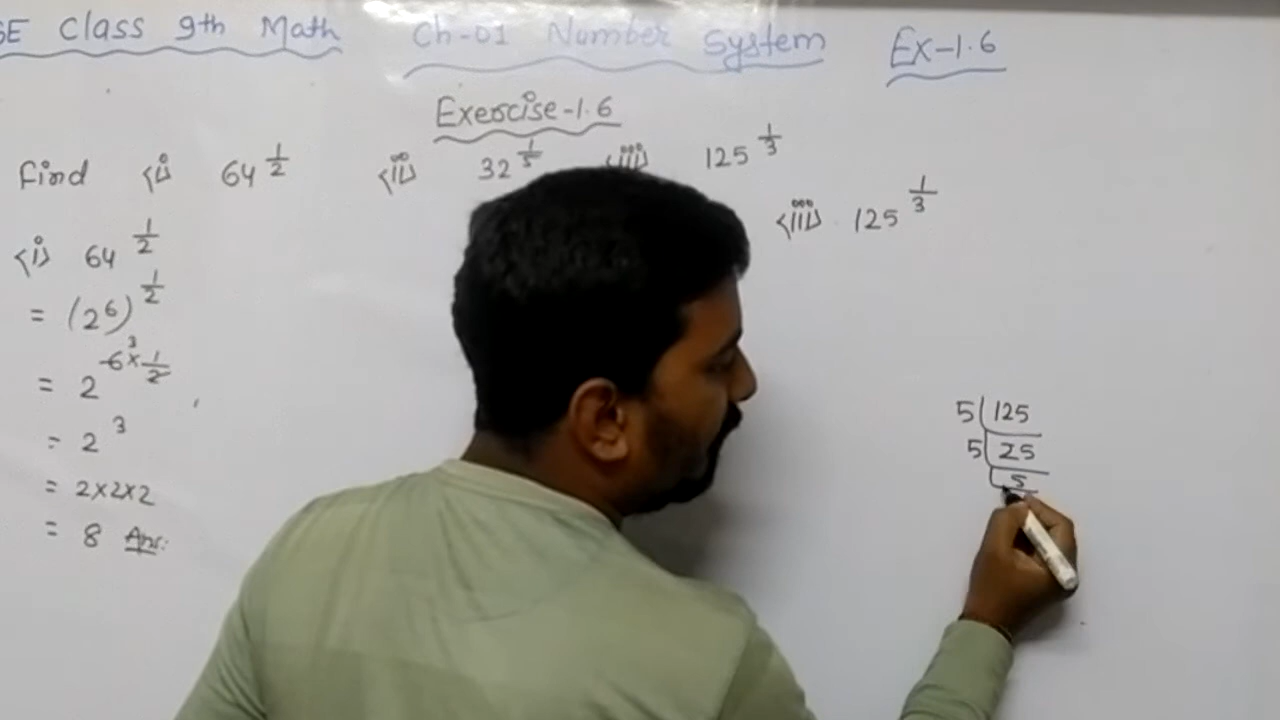 SE Class 9th Math Ch-01 Number System Ex-1.6
Exercise-1.6
Find (i) 64^{1/2} (ii) 32^{1/5} (iii) 125^{1/3}
(i) 64^{1/2}
= (2^6)^{1/2}
= 2^{6^3 × 1/2}
= 2^3
= 2×2×2
= 8 Ans:
(iii) 125^{1/3}
5 | 125
5 | 25
5